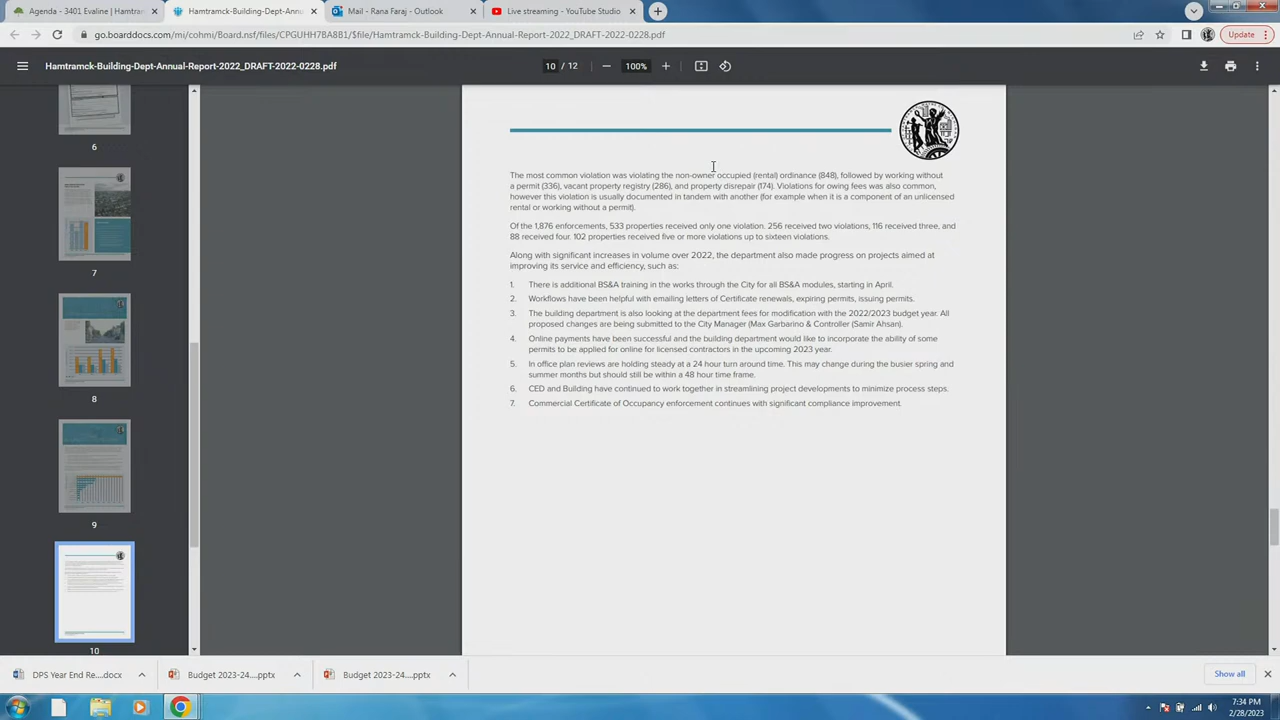 Agenda - 3401 Evaline | Hamtram
Hamtramck-Building-Dept-Annual-
Mail - Rana Faraj - Outlook
Live streaming - YouTube Studio
go.boarddocs.com/mi/cohmi/Board.nsf/files/CPGUHH78A881/$file/Hamtramck-Building-Dept-Annual-Report-2022_DRAFT-2022-0228.pdf
Update
Hamtramck-Building-Dept-Annual-Report-2022_DRAFT-2022-0228.pdf
10 / 12
100%
6
7
8
9
10
The most common violation was violating the non-owner occupied (rental) ordinance (848), followed by working without
a permit (336), vacant property registry (286), and property disrepair (174). Violations for owing fees was also common,
however this violation is usually documented in tandem with another (for example when it is a component of an unlicensed
rental or working without a permit).
Of the 1,876 enforcements, 533 properties received only one violation. 256 received two violations, 116 received three, and
88 received four. 102 properties received five or more violations up to sixteen violations.
Along with significant increases in volume over 2022, the department also made progress on projects aimed at
improving its service and efficiency, such as:
1. There is additional BS&A training in the works through the City for all BS&A modules, starting in April.
2. Workflows have been helpful with emailing letters of Certificate renewals, expiring permits, issuing permits.
3. The building department is also looking at the department fees for modification with the 2022/2023 budget year. All
proposed changes are being submitted to the City Manager (Max Garbarino & Controller (Samir Ahsan).
4. Online payments have been successful and the building department would like to incorporate the ability of some
permits to be applied for online for licensed contractors in the upcoming 2023 year.
5. In office plan reviews are holding steady at a 24 hour turn around time. This may change during the busier spring and
summer months but should still be within a 48 hour time frame.
6. CED and Building have continued to work together in streamlining project developments to minimize process steps.
7. Commercial Certificate of Occupancy enforcement continues with significant compliance improvement.
DPS Year End Re....docx
Budget 2023-24....pptx
Budget 2023-24....pptx
Show all
7:34 PM
2/28/2023